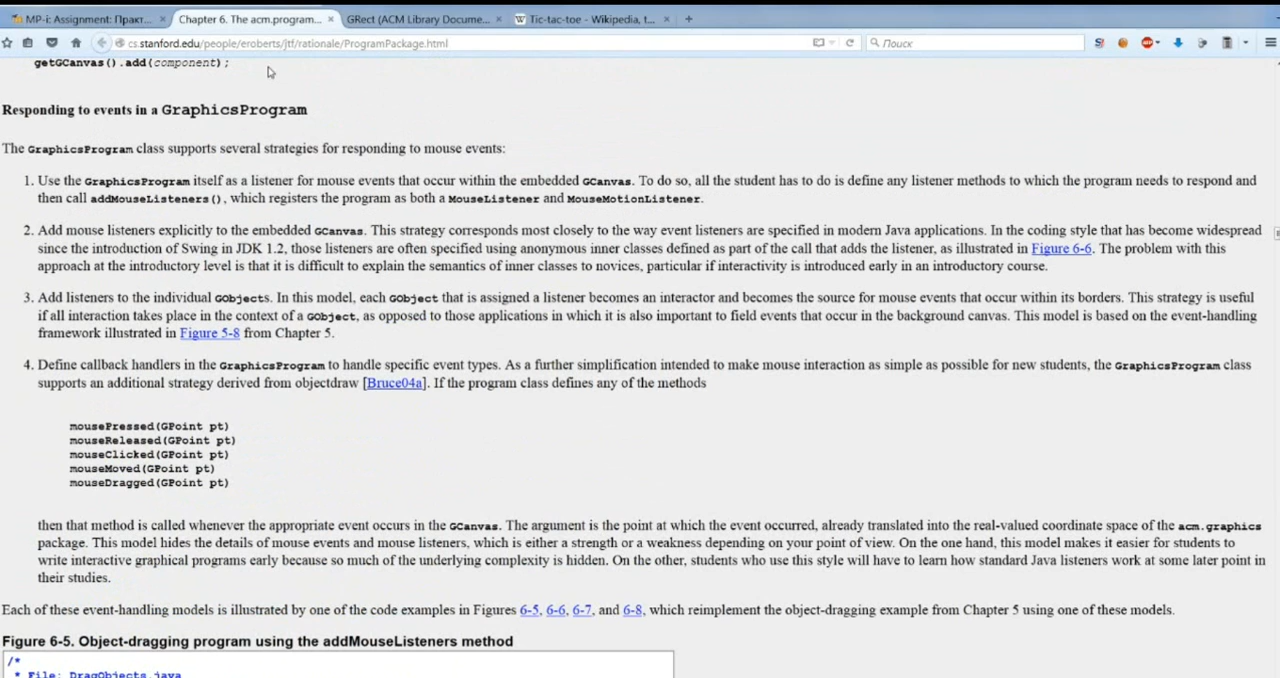 MP-i: Assignment: Практ...
Chapter 6. The acm.program...
GRect (ACM Library Docume...
Tic-tac-toe - Wikipedia, t...
cs.stanford.edu/people/eroberts/jtf/rationale/ProgramPackage.html
Поиск
getGCanvas().add(component);
Responding to events in a GraphicsProgram
The GraphicsProgram class supports several strategies for responding to mouse events:
1. Use the GraphicsProgram itself as a listener for mouse events that occur within the embedded GCanvas. To do so, all the student has to do is define any listener methods to which the program needs to respond and
then call addMouseListeners(), which registers the program as both a MouseListener and MouseMotionListener.
2. Add mouse listeners explicitly to the embedded GCanvas. This strategy corresponds most closely to the way event listeners are specified in modern Java applications. In the coding style that has become widespread
since the introduction of Swing in JDK 1.2, those listeners are often specified using anonymous inner classes defined as part of the call that adds the listener, as illustrated in Figure 6-6. The problem with this
approach at the introductory level is that it is difficult to explain the semantics of inner classes to novices, particular if interactivity is introduced early in an introductory course.
3. Add listeners to the individual GObjects. In this model, each GObject that is assigned a listener becomes an interactor and becomes the source for mouse events that occur within its borders. This strategy is useful
if all interaction takes place in the context of a GObject, as opposed to those applications in which it is also important to field events that occur in the background canvas. This model is based on the event-handling
framework illustrated in Figure 5-8 from Chapter 5.
4. Define callback handlers in the GraphicsProgram to handle specific event types. As a further simplification intended to make mouse interaction as simple as possible for new students, the GraphicsProgram class
supports an additional strategy derived from objectdraw [Bruce04a]. If the program class defines any of the methods
mousePressed(GPoint pt)
mouseReleased(GPoint pt)
mouseClicked(GPoint pt)
mouseMoved(GPoint pt)
mouseDragged(GPoint pt)
then that method is called whenever the appropriate event occurs in the GCanvas. The argument is the point at which the event occurred, already translated into the real-valued coordinate space of the acm.graphics
package. This model hides the details of mouse events and mouse listeners, which is either a strength or a weakness depending on your point of view. On the one hand, this model makes it easier for students to
write interactive graphical programs early because so much of the underlying complexity is hidden. On the other, students who use this style will have to learn how standard Java listeners work at some later point in
their studies.
Each of these event-handling models is illustrated by one of the code examples in Figures 6-5, 6-6, 6-7, and 6-8, which reimplement the object-dragging example from Chapter 5 using one of these models.
Figure 6-5. Object-dragging program using the addMouseListeners method
/*
* File: DragObjects.java